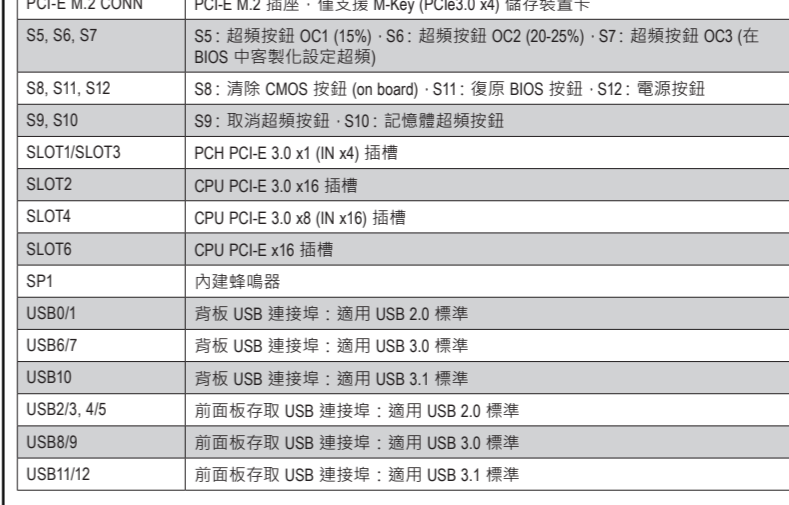 PCI-E M.2 CONN PCI-E M.2 插座，僅支援 M-Key (PCIe3.0 x4) 儲存裝置卡
S5, S6, S7 S5：超頻按鈕 OC1 (15%)，S6：超頻按鈕 OC2 (20-25%)，S7：超頻按鈕 OC3 (在
BIOS 中客製化設定超頻)
S8, S11, S12 S8：清除 CMOS 按鈕 (on board)，S11：復原 BIOS 按鈕，S12：電源按鈕
S9, S10 S9：取消超頻按鈕，S10：記憶體超頻按鈕
SLOT1/SLOT3 PCH PCI-E 3.0 x1 (IN x4) 插槽
SLOT2 CPU PCI-E 3.0 x16 插槽
SLOT4 CPU PCI-E 3.0 x8 (IN x16) 插槽
SLOT6 CPU PCI-E x16 插槽
SP1 內建蜂鳴器
USB0/1 背板 USB 連接埠：適用 USB 2.0 標準
USB6/7 背板 USB 連接埠：適用 USB 3.0 標準
USB10 背板 USB 連接埠：適用 USB 3.1 標準
USB2/3, 4/5 前面板存取 USB 連接埠：適用 USB 2.0 標準
USB8/9 前面板存取 USB 連接埠：適用 USB 3.0 標準
USB11/12 前面板存取 USB 連接埠：適用 USB 3.1 標準